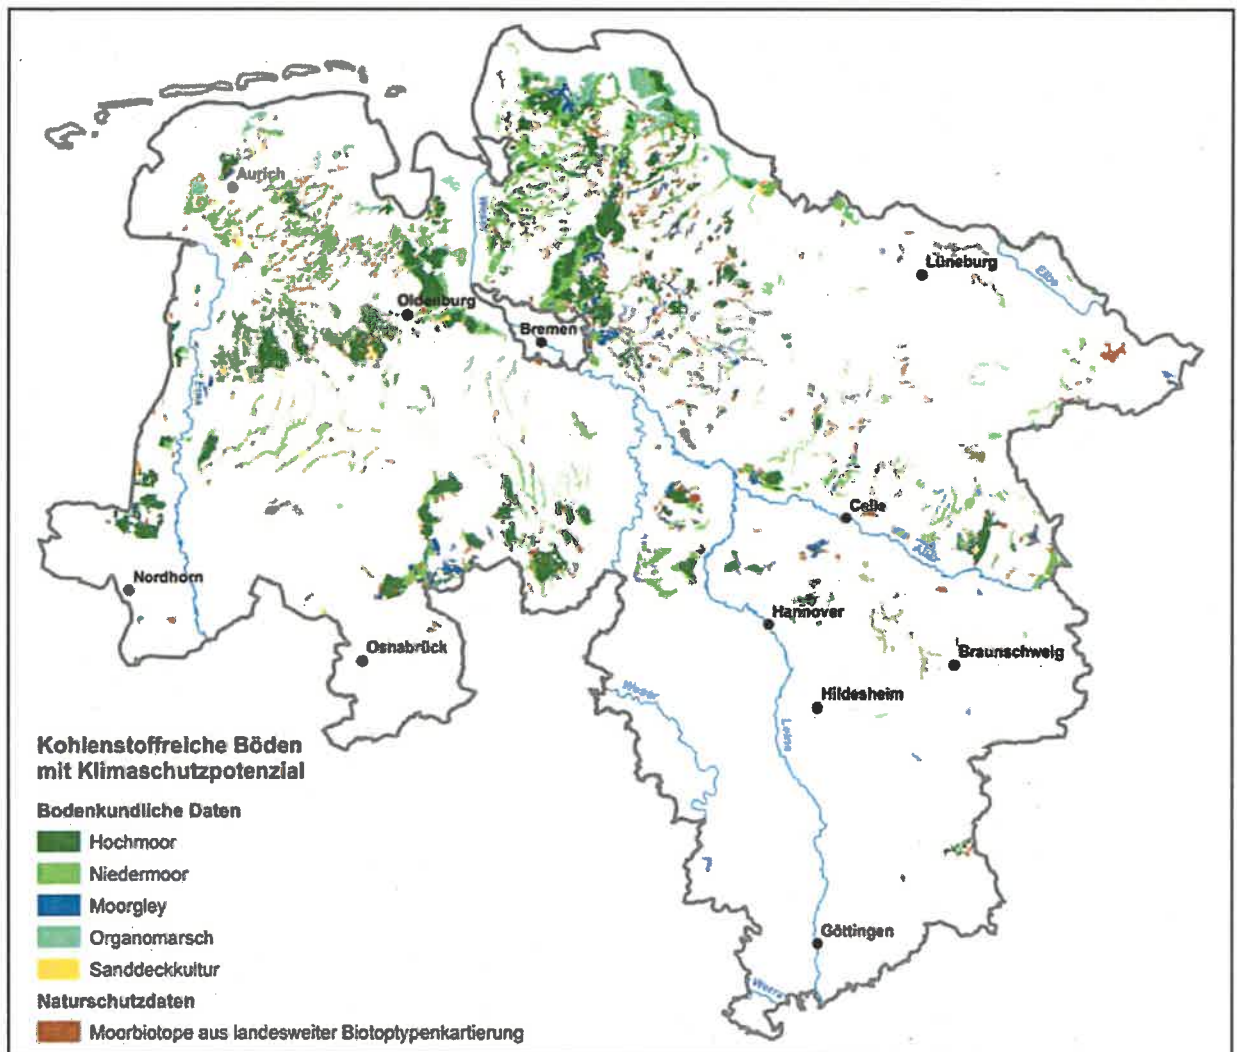 Aurich
Weser
Lüneburg
Elbe
Oldenburg
Bremen
Ems
Celle
Aller
Nordhorn
Hannover
Osnabrück
Braunschweig
Hildesheim
Weser
Leine
Kohlenstoffreiche Böden
mit Klimaschutzpotenzial
Bodenkundliche Daten
Hochmoor
Niedermoor
Moorgley
Organomarsch
Sanddeckkultur
Göttingen
Werra
Naturschutzdaten
Moorbiotope aus landesweiter Biotoptypenkartierung